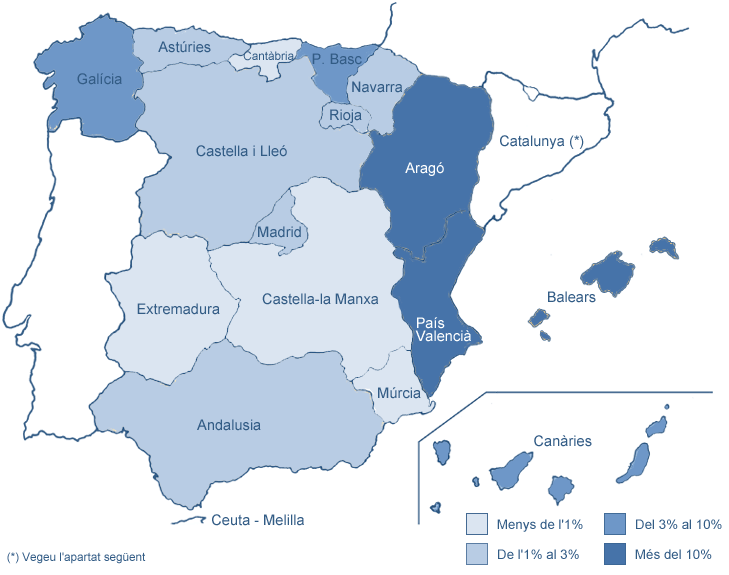 Astúries
Cantàbria
P. Basc
Galícia
Navarra
Rioja
Catalunya (*)
Castella i Lleó
Aragó
Madrid
Extremadura
Castella-la Manxa
Balears
País
Valencià
Múrcia
Andalusia
Canàries
Ceuta - Melilla
Menys de l'1%
Del 3% al 10%
De l'1% al 3%
Més del 10%
(*) Vegeu l'apartat següent